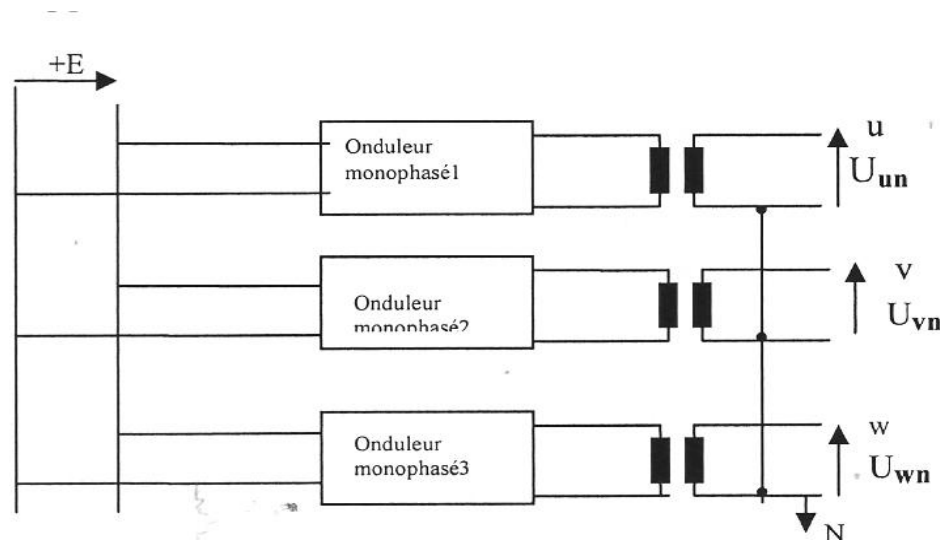 +E
Onduleur
monophasé1
u
Uun
Onduleur
monophasé2
v
Uvn
Onduleur
monophasé3
w
Uwn
N